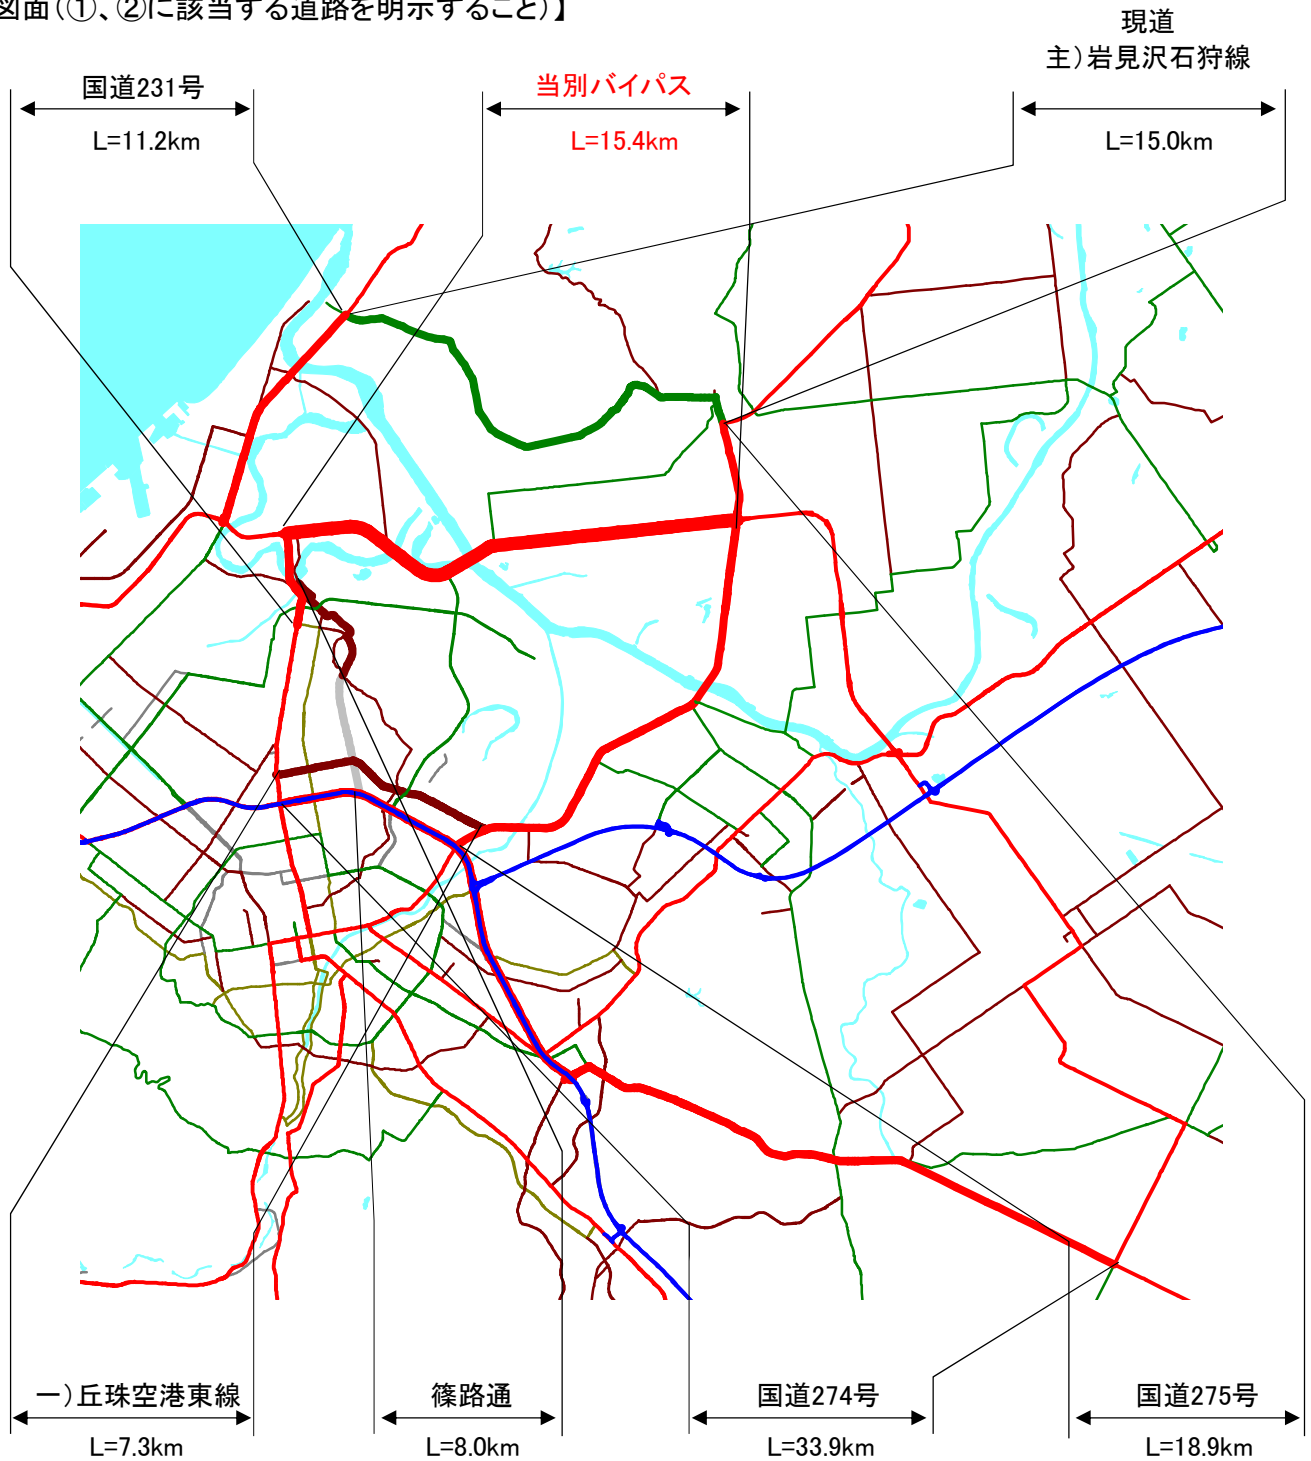 図面(①、②に該当する道路を明示すること)】
現道
主)岩見沢石狩線
L=15.0km
国道231号
L=11.2km
当別バイパス
L=15.4km
一)丘珠空港東線
L=7.3km
篠路通
L=8.0km
国道274号
L=33.9km
国道275号
L=18.9km